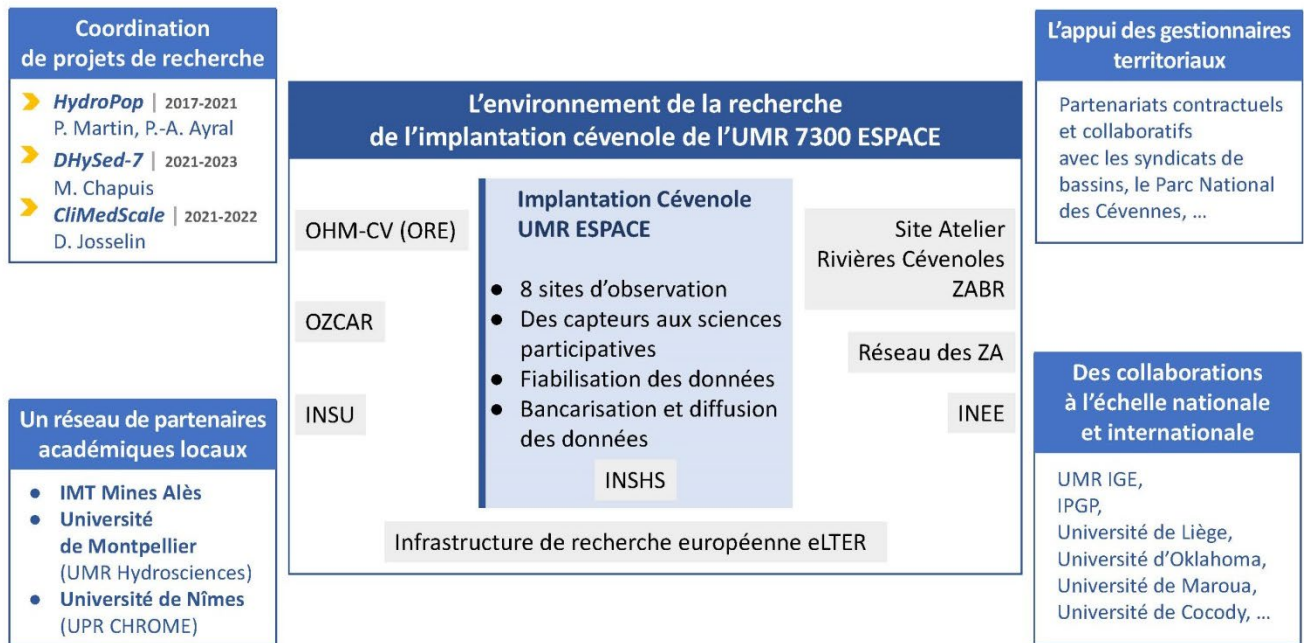 Coordination
de projets de recherche
HydroPop | 2017-2021
P. Martin, P.-A. Ayral
DHySed-7 | 2021-2023
M. Chapuis
CliMedScale | 2021-2022
D. Josselin
Un réseau de partenaires
académiques locaux
● IMT Mines Alès
● Université
de Montpellier
(UMR Hydrosciences)
● Université de Nîmes
(UPR CHROME)
L'environnement de la recherche
de l'implantation cévenole de l'UMR 7300 ESPACE
OHM-CV (ORE)
OZCAR
INSU
Implantation Cévenole
UMR ESPACE
● 8 sites d'observation
● Des capteurs aux sciences
participatives
● Fiabilisation des données
● Bancarisation et diffusion
des données
INSHS
Site Atelier
Rivières Cévenoles
ZABR
Réseau des ZA
INEE
Infrastructure de recherche européenne eLTER
L'appui des gestionnaires
territoriaux
Partenariats contractuels
et collaboratifs
avec les syndicats de
bassins, le Parc National
des Cévennes, ...
Des collaborations
à l'échelle nationale
et internationale
UMR IGE,
IPGP,
Université de Liège,
Université d'Oklahoma,
Université de Maroua,
Université de Cocody, ...